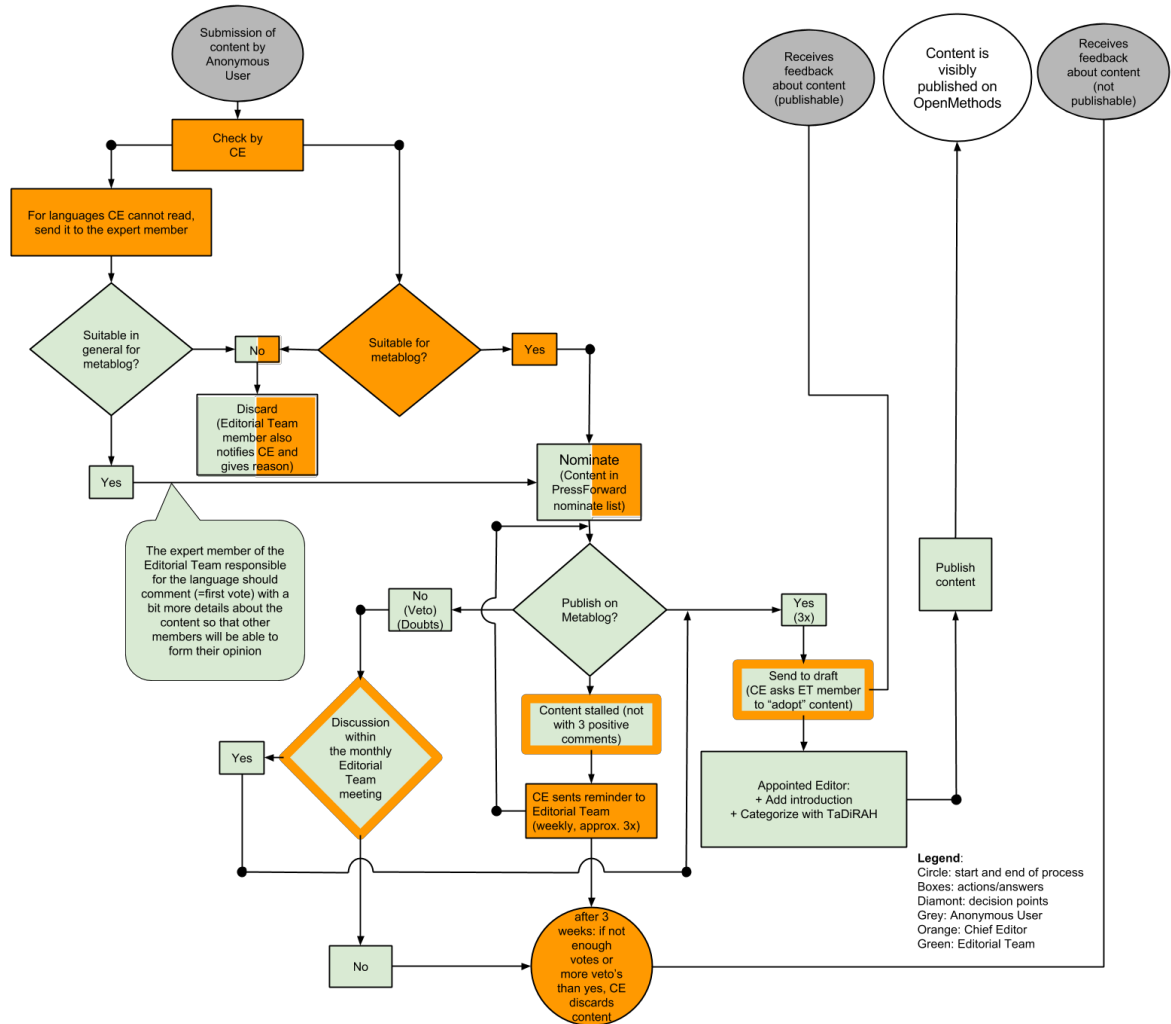 Submission of
content by
Anonymous
User
Receives
feedback
about content
(publishable)
Content is
visibly
published on
OpenMethods
Receives
feedback
about content
(not
publishable)
Check by
CE
For languages CE cannot read,
send it to the expert member
Suitable in
general for
metablog?
No
Suitable for
metablog?
Yes
Discard
(Editorial Team
member also
notifies CE and
gives reason)
Yes
Nominate
(Content in
PressForward
nominate list)
The expert member of the
Editorial Team responsible
for the language should
comment (=first vote) with a
bit more details about the
content so that other
members will be able to
form their opinion
No
(Veto)
(Doubts)
Publish on
Metablog?
Yes
(3x)
Publish
content
Send to draft
(CE asks ET member
to “adopt” content)
Content stalled (not
with 3 positive
comments)
Discussion
within
the monthly
Editorial
Team
meeting
Yes
CE sents reminder to
Editorial Team
(weekly, approx. 3x)
Appointed Editor:
+ Add introduction
+ Categorize with TaDiRAH
Legend:
Circle: start and end of process
Boxes: actions/answers
Diamont: decision points
Grey: Anonymous User
Orange: Chief Editor
Green: Editorial Team
No
after 3
weeks: if not
enough
votes or
more veto's
than yes, CE
discards
content